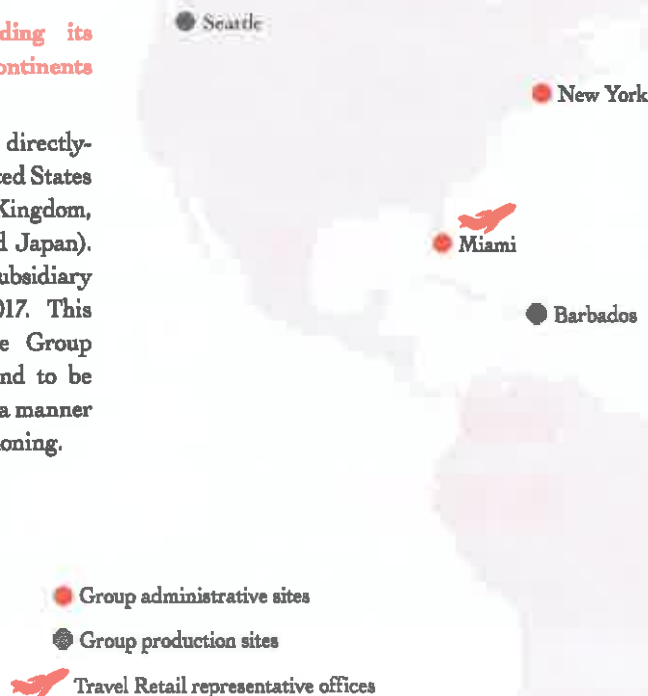 ding its
ontinents
directly-
ted States
Kingdom,
d Japan).
ubsidiary
017. This
e Group
nd to be
a manner
oning.
Seattle
New York
Miami
Barbados
Group administrative sites
Group production sites
Travel Retail representative offices